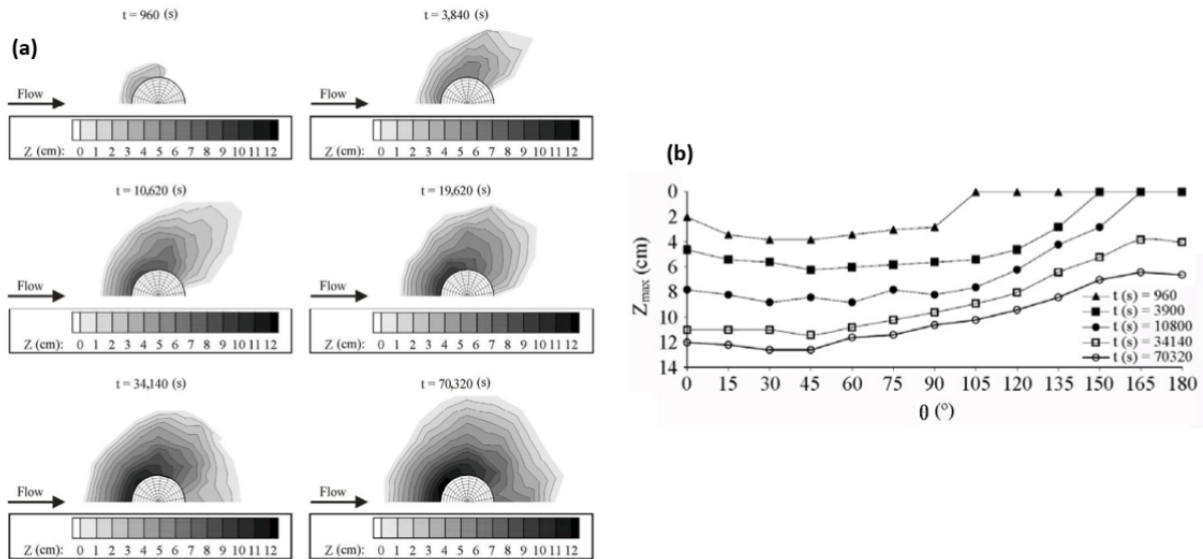 (a)
t = 960 (s)
t = 3,840 (s)
Flow
Flow
Z (cm): 0 1 2 3 4 5 6 7 8 9 10 11 12
Z (cm): 0 1 2 3 4 5 6 7 8 9 10 11 12
t = 10,620 (s)
t = 19,620 (s)
Flow
Flow
Z (cm): 0 1 2 3 4 5 6 7 8 9 10 11 12
Z (cm): 0 1 2 3 4 5 6 7 8 9 10 11 12
t = 34,140 (s)
t = 70,320 (s)
Flow
Flow
Z (cm): 0 1 2 3 4 5 6 7 8 9 10 11 12
Z (cm): 0 1 2 3 4 5 6 7 8 9 10 11 12
(b)
Zmax (cm)
0
2
4
6
8
10
12
14
t (s) = 960
t (s) = 3900
t (s) = 10800
t (s) = 34140
t (s) = 70320
0 15 30 45 60 75 90 105 120 135 150 165 180
θ (°)